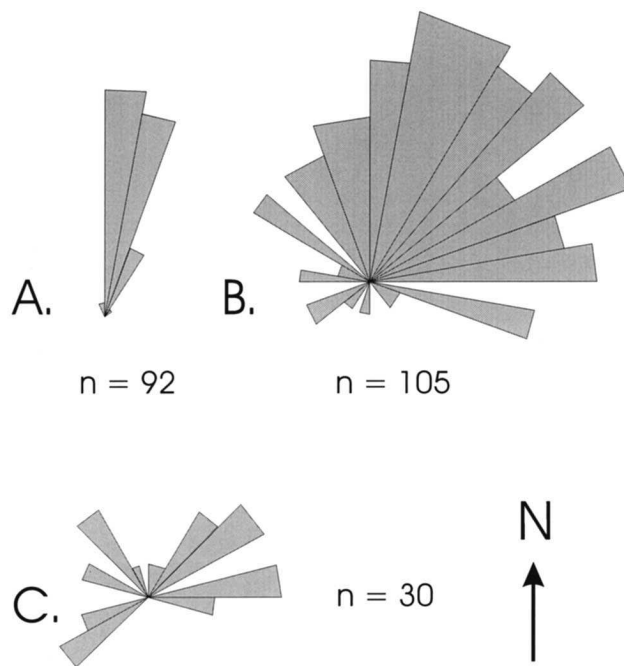 A.
B.
n = 92
n = 105
N
C.
n = 30